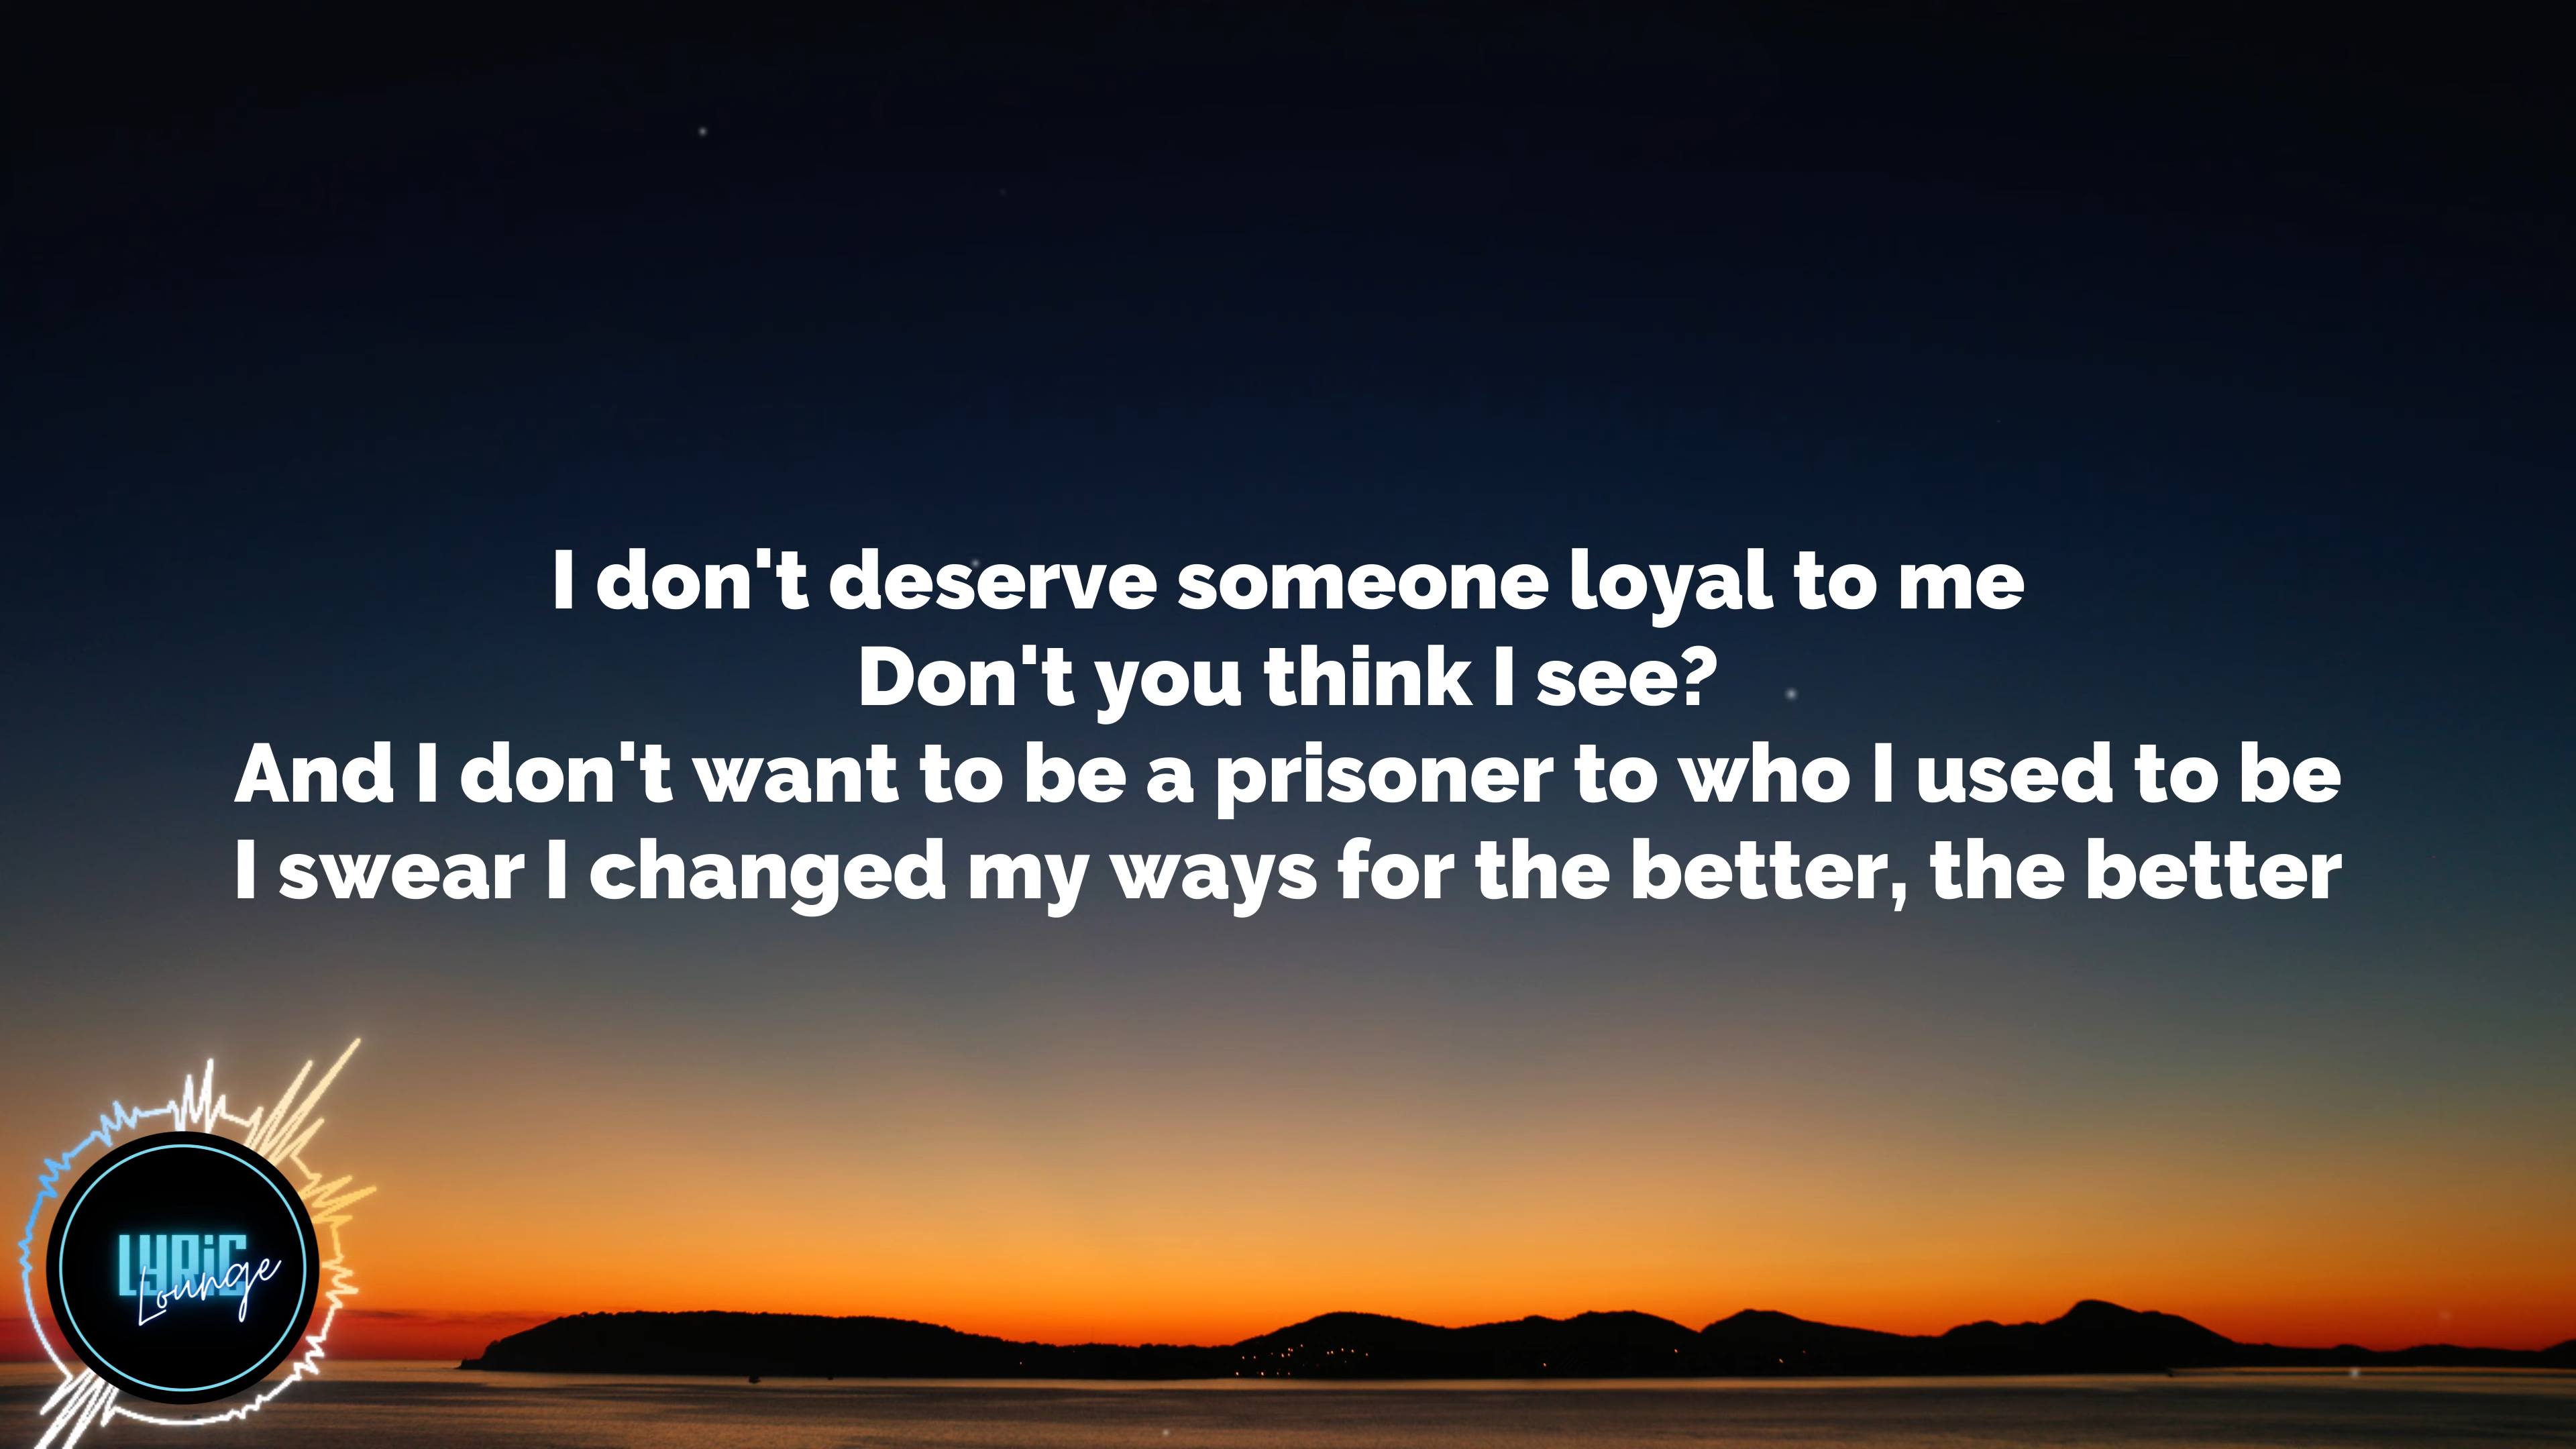 I don't deserve someone loyal to me
Don't you think I see?
And I don't want to be a prisoner to who I used to be
I swear I changed my ways for the better, the better
LYRiC
Lounge